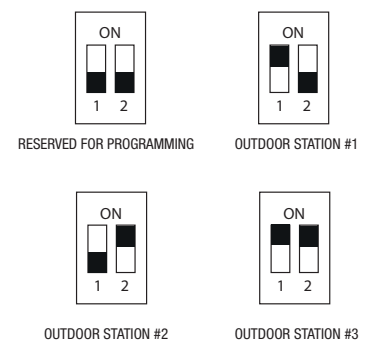 ON
1 2
RESERVED FOR PROGRAMMING
ON
1 2
OUTDOOR STATION #1
ON
1 2
OUTDOOR STATION #2
ON
1 2
OUTDOOR STATION #3